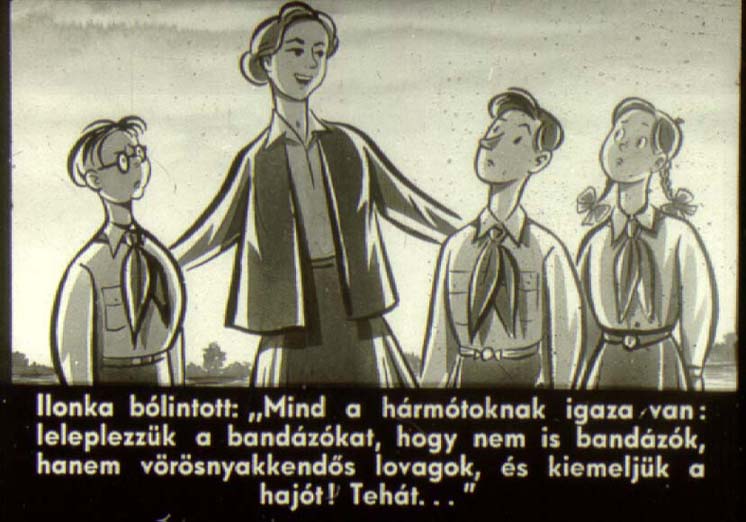 Ilonka bólintott: „Mind a hármótoknak igaza van:
leleplezzük a bandázókat, hogy nem is bandázók,
hanem vörösnyakkendős lovagok, és kiemeljük a
hajót! Tehát. . .”